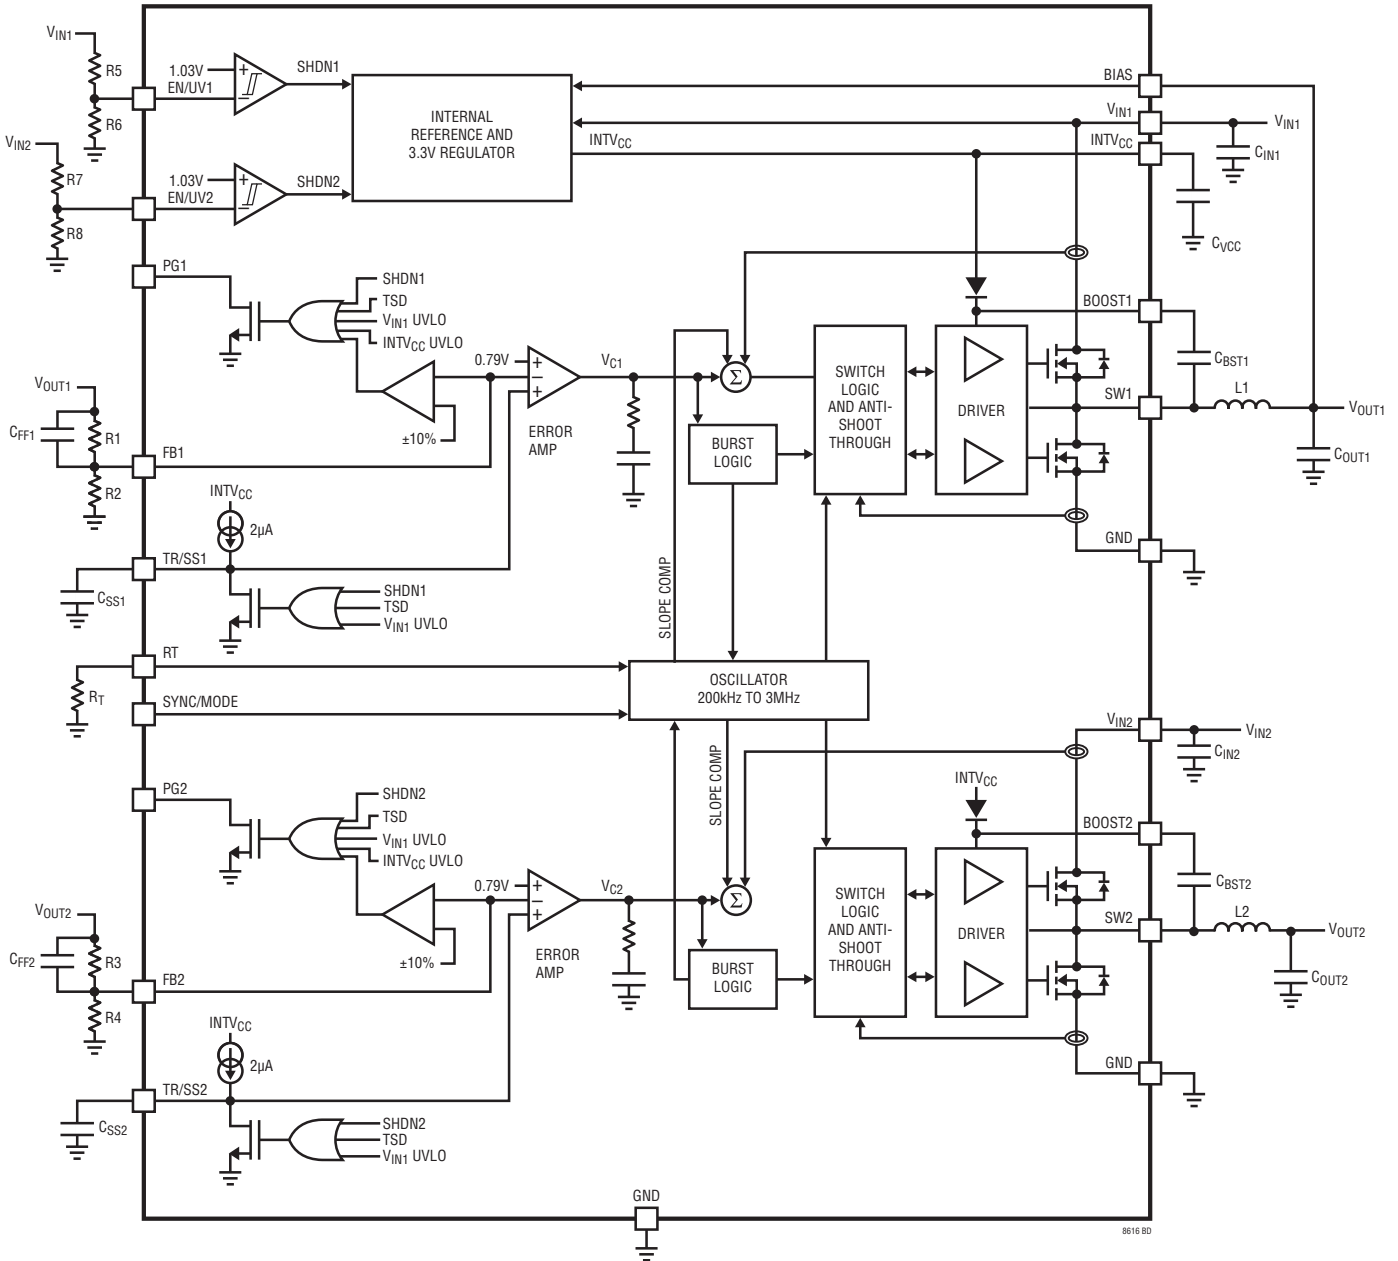 VIN1
R5
R6
1.03V
EN/UV1
SHDN1
VIN2
R7
R8
1.03V
EN/UV2
SHDN2
INTERNAL
REFERENCE AND
3.3V REGULATOR
BIAS
VIN1
VIN1
INTVCC
INTVCC
CIN1
CVCC
PG1
SHDN1
TSD
VIN1 UVLO
INTVCC UVLO
0.79V
±10%
ERROR
AMP
VC1
Σ
BURST
LOGIC
SWITCH
LOGIC
AND ANTI-
SHOOT
THROUGH
DRIVER
BOOST1
CBST1
SW1
L1
VOUT1
COUT1
GND
VOUT1
CFF1
R1
FB1
R2
INTVCC
2µA
TR/SS1
CSS1
SHDN1
TSD
VIN1 UVLO
SLOPE COMP
RT
RT
SYNC/MODE
OSCILLATOR
200kHz TO 3MHz
SLOPE COMP
VIN2
VIN2
CIN2
PG2
SHDN2
TSD
VIN1 UVLO
INTVCC UVLO
0.79V
±10%
ERROR
AMP
VC2
Σ
BURST
LOGIC
SWITCH
LOGIC
AND ANTI-
SHOOT
THROUGH
INTVCC
DRIVER
BOOST2
CBST2
SW2
L2
VOUT2
COUT2
GND
VOUT2
CFF2
R3
FB2
R4
INTVCC
2µA
TR/SS2
CSS2
SHDN2
TSD
VIN1 UVLO
GND
8616 BD